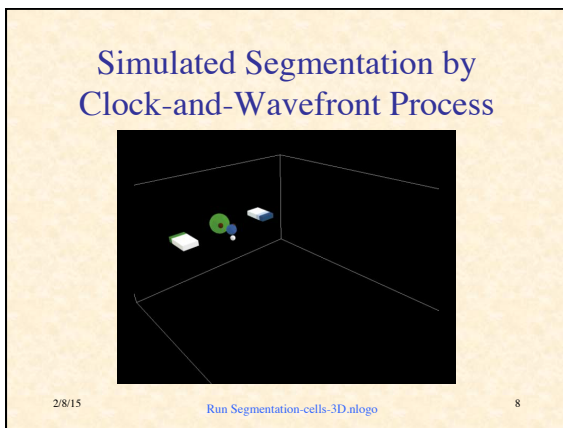 Simulated Segmentation by
Clock-and-Wavefront Process
2/8/15
Run Segmentation-cells-3D.nlogo
8